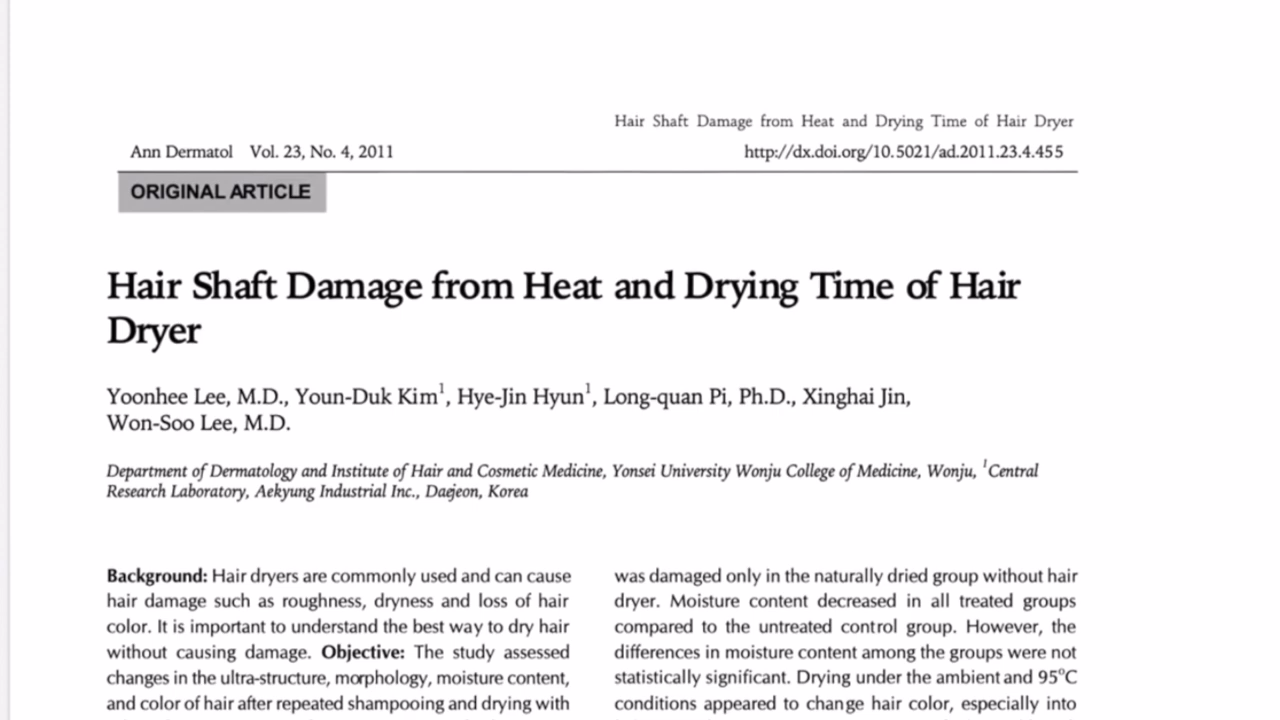 Hair Shaft Damage from Heat and Drying Time of Hair Dryer
Ann Dermatol Vol. 23, No. 4, 2011
http://dx.doi.org/10.5021/ad.2011.23.4.455
ORIGINAL ARTICLE
Hair Shaft Damage from Heat and Drying Time of Hair
Dryer
Yoonhee Lee, M.D., Youn-Duk Kim¹, Hye-Jin Hyun¹, Long-quan Pi, Ph.D., Xinghai Jin,
Won-Soo Lee, M.D.
Department of Dermatology and Institute of Hair and Cosmetic Medicine, Yonsei University Wonju College of Medicine, Wonju, ¹Central
Research Laboratory, Aekyung Industrial Inc., Daejeon, Korea
Background: Hair dryers are commonly used and can cause
hair damage such as roughness, dryness and loss of hair
color. It is important to understand the best way to dry hair
without causing damage. Objective: The study assessed
changes in the ultra-structure, morphology, moisture content,
and color of hair after repeated shampooing and drying with
was damaged only in the naturally dried group without hair
dryer. Moisture content decreased in all treated groups
compared to the untreated control group. However, the
differences in moisture content among the groups were not
statistically significant. Drying under the ambient and 95°C
conditions appeared to change hair color, especially into